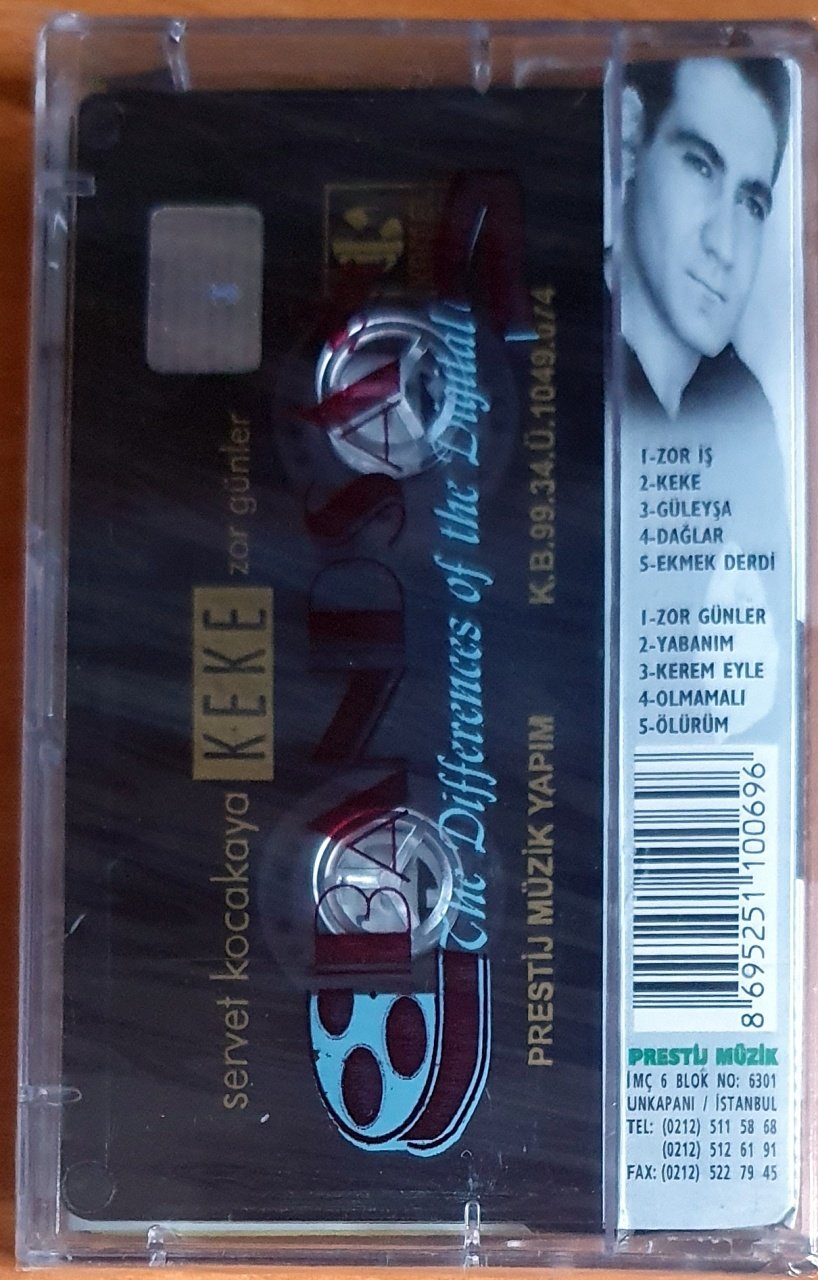 servet kocakaya KEKE zor günler
BANDSAN
The Differences of the Digital
PRESTİJ MÜZİK YAPIM K.B.99.34.Ü.1049.074
1-ZOR İŞ
2-KEKE
3-GÜLEYŞA
4-DAĞLAR
5-EKMEK DERDİ
1-ZOR GÜNLER
2-YABANIM
3-KEREM EYLE
4-OLMAMALI
5-ÖLÜRÜM
8 695251 100696
PRESTİJ MÜZİK
İMÇ 6 BLOK NO: 6301
UNKAPANI / İSTANBUL
TEL: (0212) 511 58 68
(0212) 512 61 91
FAX: (0212) 522 79 45